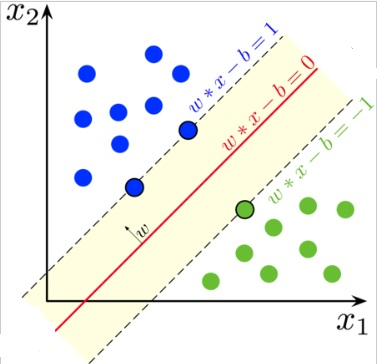 x₂
w * x − b = 1
w * x − b = 0
w * x − b = −1
w
x₁